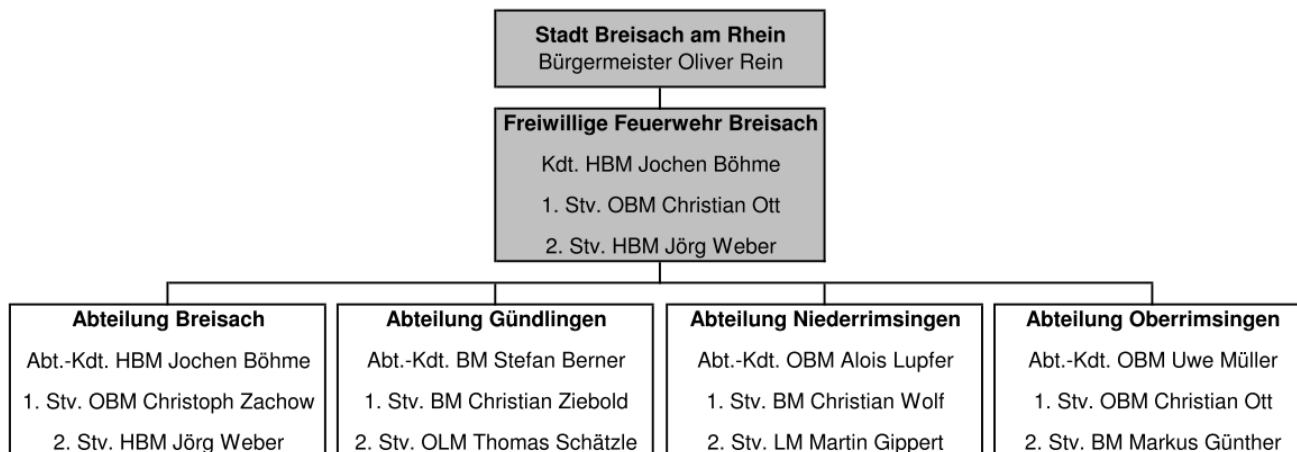 Stadt Breisach am Rhein
Bürgermeister Oliver Rein
Freiwillige Feuerwehr Breisach
Kdt. HBM Jochen Böhme
1. Stv. OBM Christian Ott
2. Stv. HBM Jörg Weber
Abteilung Breisach
Abt.-Kdt. HBM Jochen Böhme
1. Stv. OBM Christoph Zachow
2. Stv. HBM Jörg Weber
Abteilung Gündlingen
Abt.-Kdt. BM Stefan Berner
1. Stv. BM Christian Ziebold
2. Stv. OLM Thomas Schätzle
Abteilung Niederrimsingen
Abt.-Kdt. OBM Alois Lupfer
1. Stv. BM Christian Wolf
2. Stv. LM Martin Gippert
Abteilung Oberrimsingen
Abt.-Kdt. OBM Uwe Müller
1. Stv. OBM Christian Ott
2. Stv. BM Markus Günther